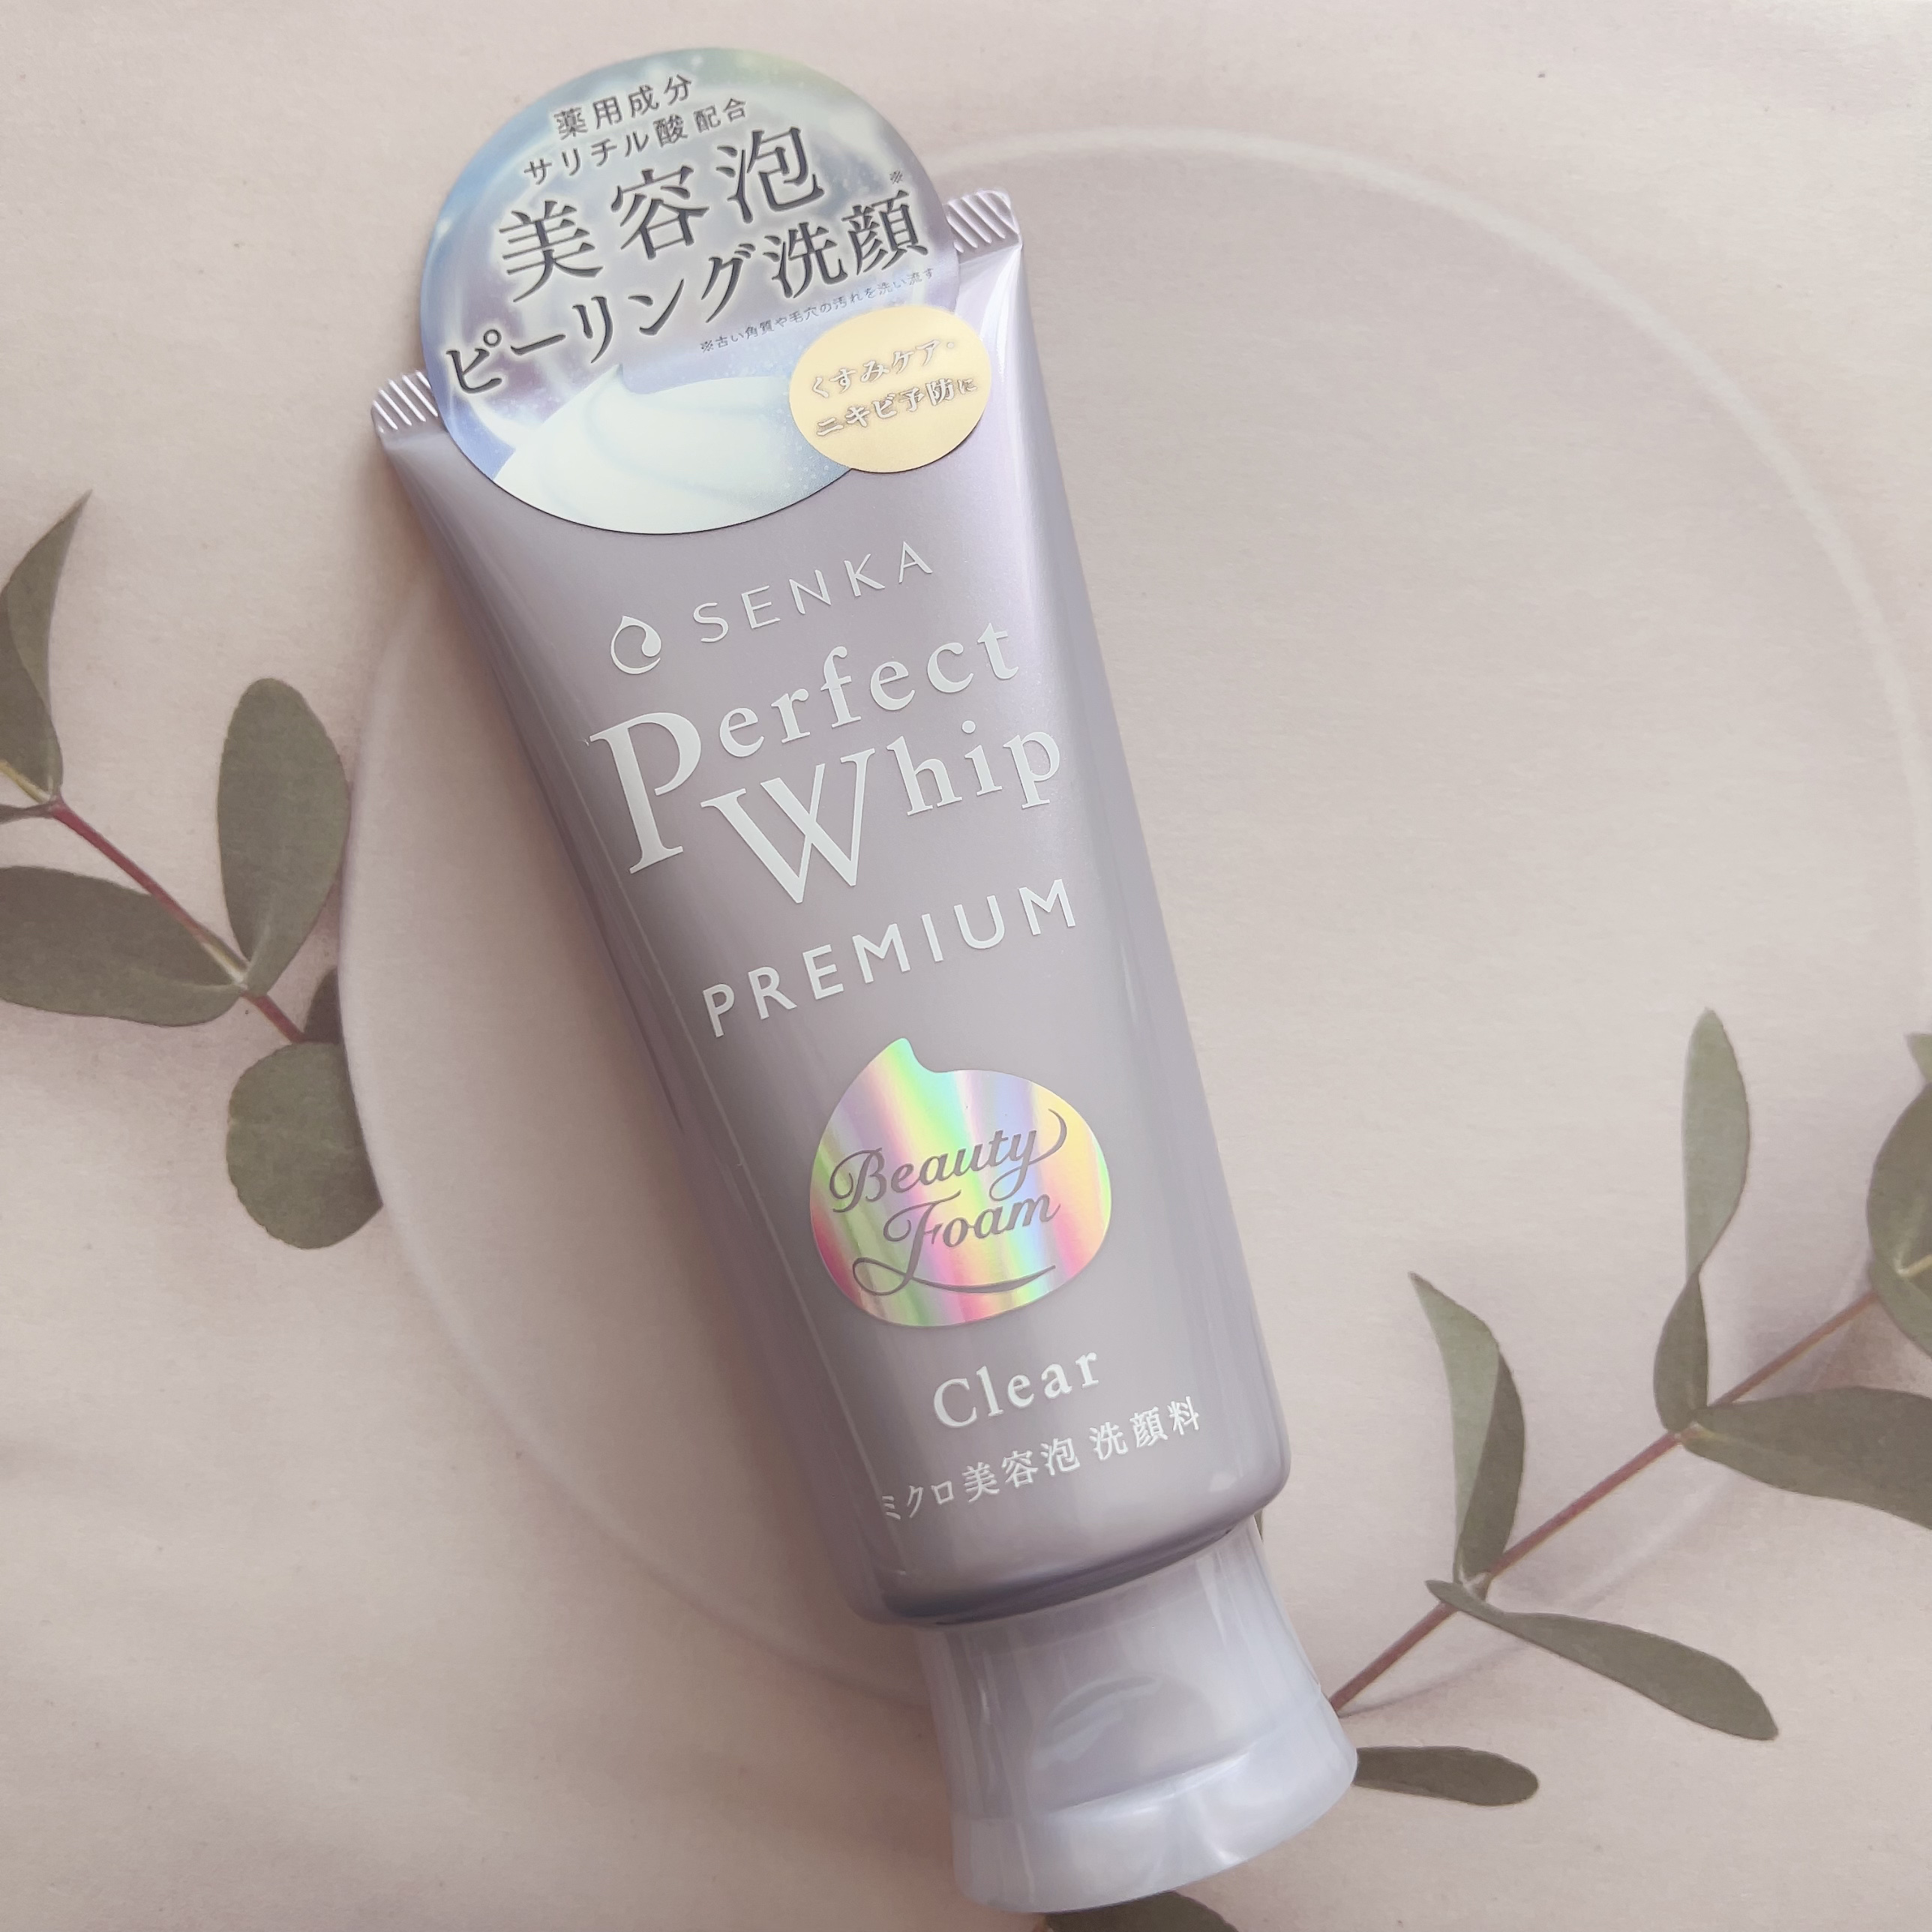 薬用成分
サリチル酸 配合
美容泡
ピーリング洗顔※
※古い角質や毛穴の汚れを洗い流す
くすみケア・
ニキビ予防に
SENKA
Perfect
Whip
PREMIUM
Beauty
Foam
Clear
ミクロ美容泡 洗顔料